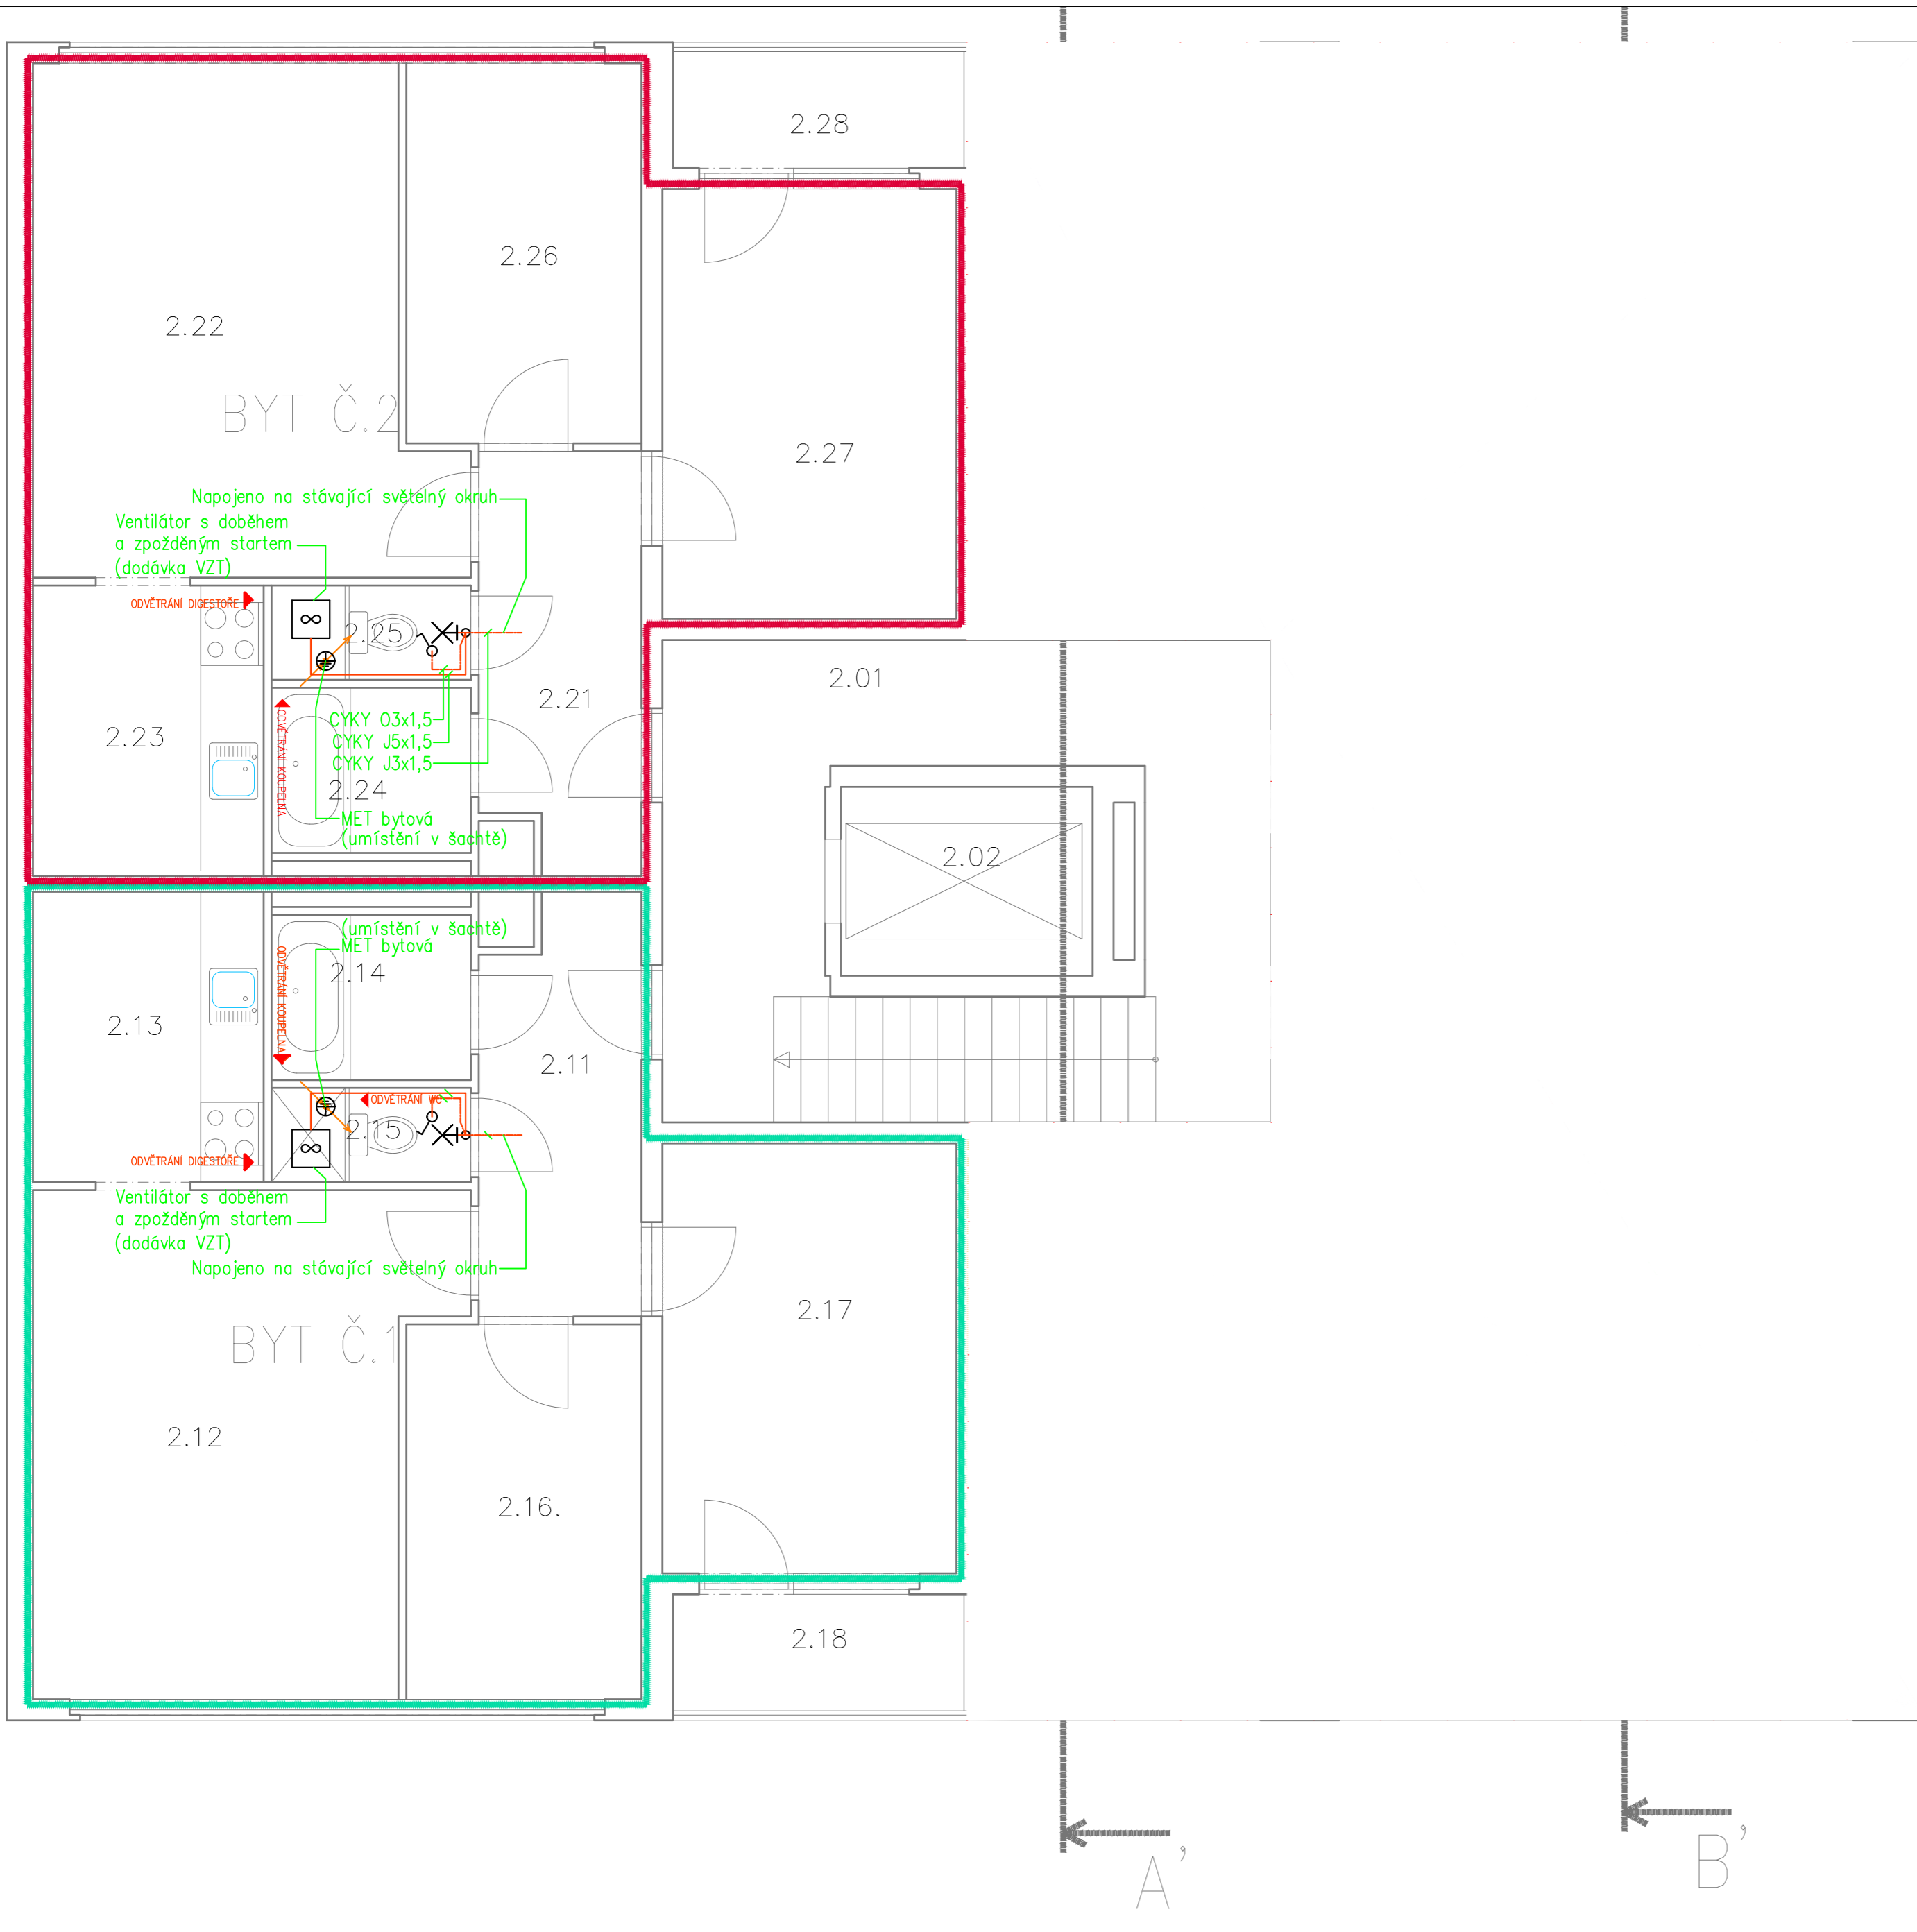 2.28
2.26
2.22
BYT Č.2
2.27
Napojeno na stávající světelný okruh
Ventilátor s doběhem
a zpožděným startem
(dodávka VZT)
ODVĚTRÁNÍ DIGESTOŘE
2.25
2.01
2.21
2.23
ODVĚTRÁNÍ KOUPELNA
CYKY O3x1,5
CYKY J5x1,5
CYKY J3x1,5
2.24
MET bytová
(umístění v šachtě)
2.02
(umístění v šachtě)
MET bytová
2.14
ODVĚTRÁNÍ KOUPELNA
2.13
2.11
ODVĚTRÁNÍ WC
2.15
ODVĚTRÁNÍ DIGESTOŘE
Ventilátor s doběhem
a zpožděným startem
(dodávka VZT)
Napojeno na stávající světelný okruh
2.17
BYT Č.1
2.12
2.16.
2.18
A'
B'